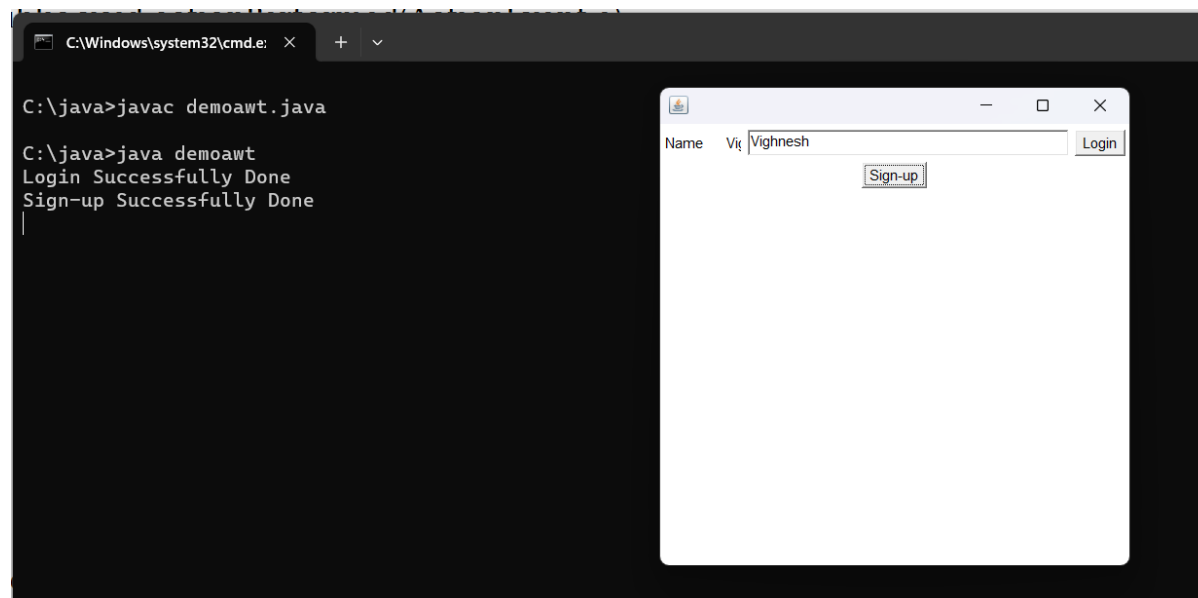 C:\Windows\system32\cmd.e:
C:\java>javac demoawt.java
C:\java>java demoawt
Login Successfully Done
Sign-up Successfully Done
Name Vig Vighnesh Login
Sign-up